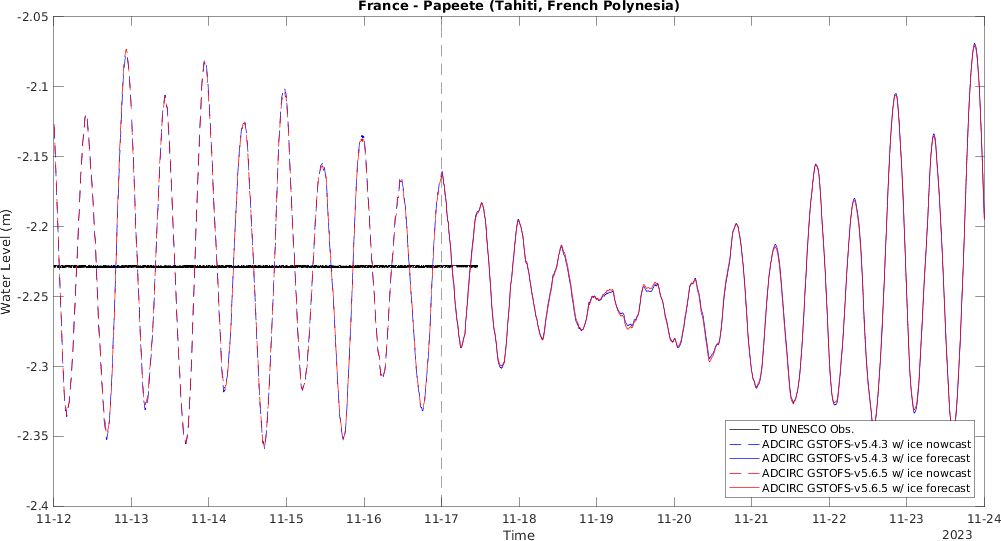 France - Papeete (Tahiti, French Polynesia)
-2.05
-2.1
-2.15
-2.2
-2.25
-2.3
-2.35
-2.4
Water Level (m)
TD UNESCO Obs.
ADCIRC GSTOFS-v5.4.3 w/ ice nowcast
ADCIRC GSTOFS-v5.4.3 w/ ice forecast
ADCIRC GSTOFS-v5.6.5 w/ ice nowcast
ADCIRC GSTOFS-v5.6.5 w/ ice forecast
11-12 11-13 11-14 11-15 11-16 11-17 11-18 11-19 11-20 11-21 11-22 11-23 11-24
Time
2023